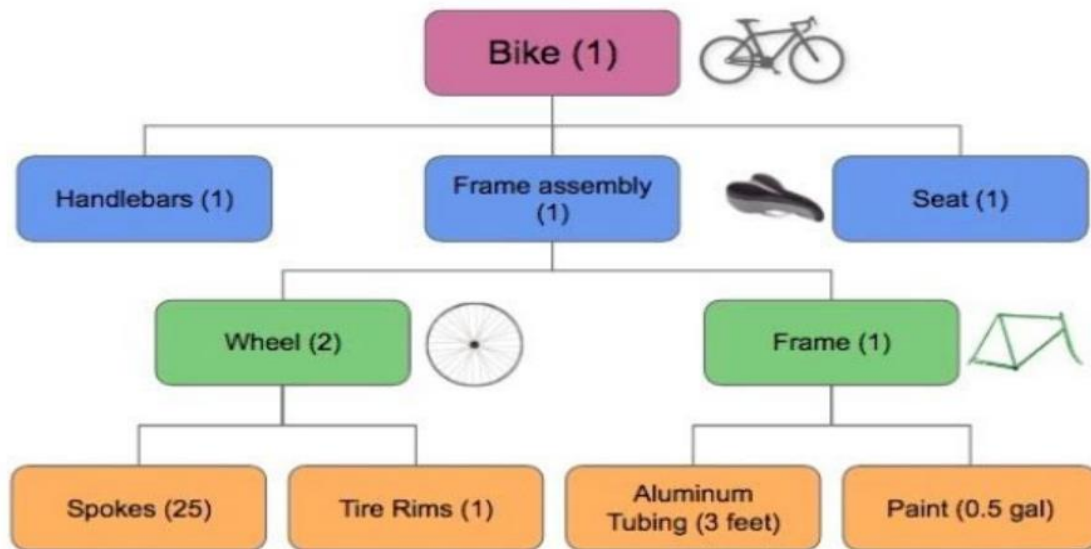 Bike (1)
Handlebars (1)
Frame assembly
(1)
Seat (1)
Wheel (2)
Frame (1)
Spokes (25)
Tire Rims (1)
Aluminum
Tubing (3 feet)
Paint (0.5 gal)